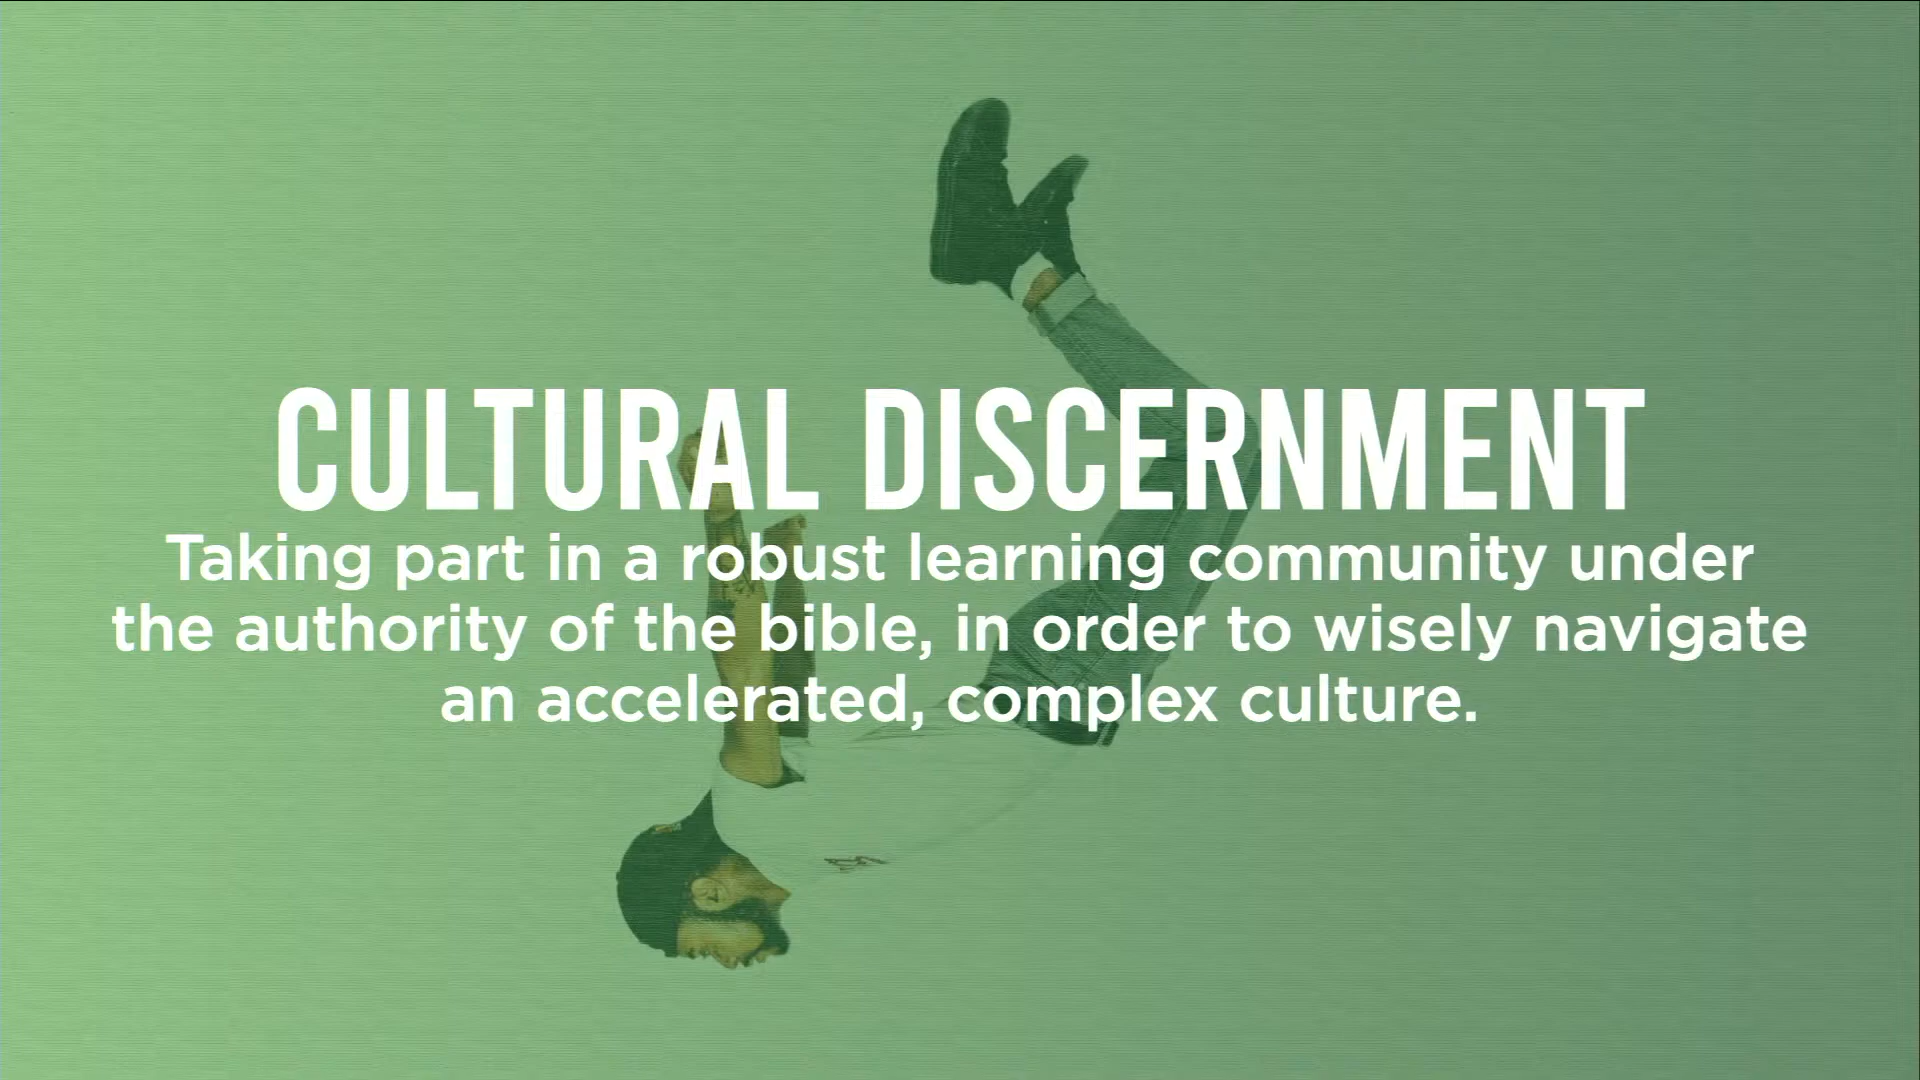 CULTURAL DISCERNMENT
Taking part in a robust learning community under
the authority of the bible, in order to wisely navigate
an accelerated, complex culture.